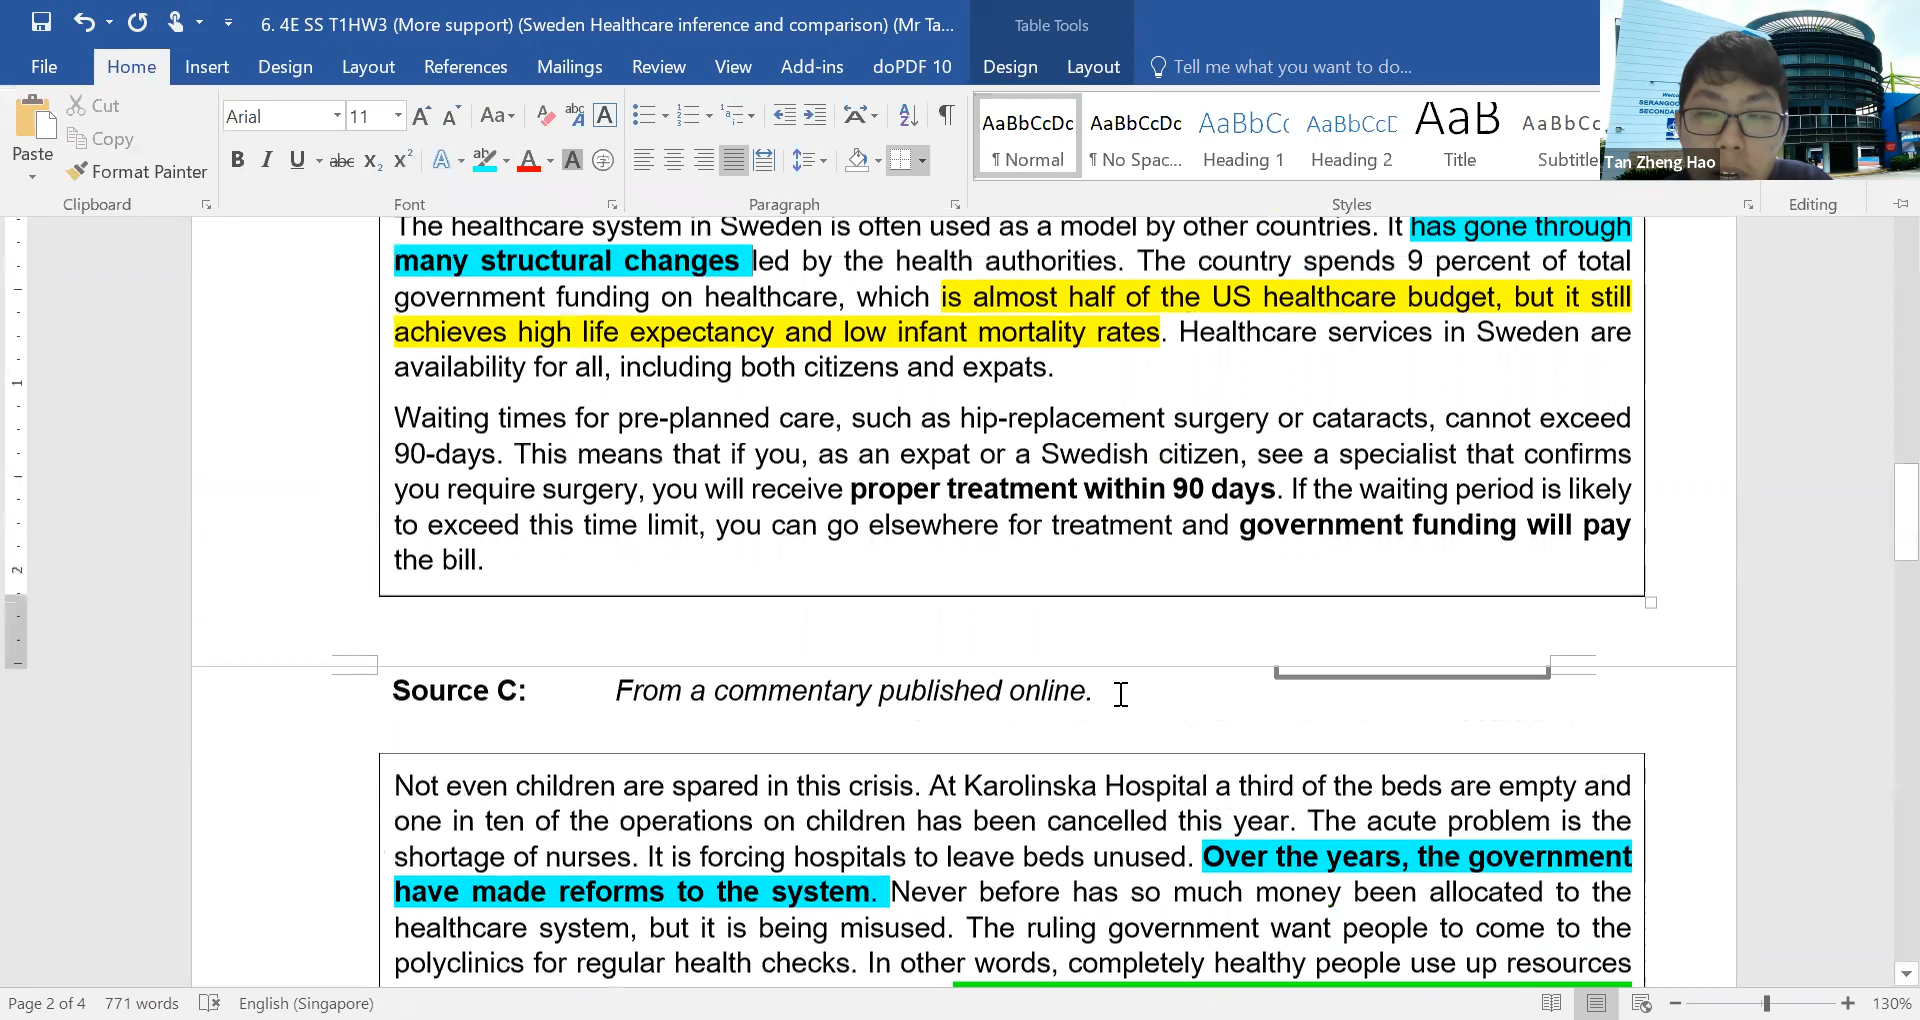 6. 4E SS T1HW3 (More support) (Sweden Healthcare inference and comparison) (Mr Ta...
Table Tools
File
Home
Insert
Design
Layout
References
Mailings
Review
View
Add-ins
doPDF 10
Design
Layout
Tell me what you want to do...
Paste
Cut
Copy
Format Painter
Clipboard
Arial
11
Font
Paragraph
AaBbCcDc
¶ Normal
AaBbCcDc
¶ No Spac...
AaBbCc
Heading 1
AaBbCcD
Heading 2
AaB
Title
AaBbCc
Subtitle
Styles
Editing
Tan Zheng Hao
The healthcare system in Sweden is often used as a model by other countries. It has gone through
many structural changes led by the health authorities. The country spends 9 percent of total
government funding on healthcare, which is almost half of the US healthcare budget, but it still
achieves high life expectancy and low infant mortality rates. Healthcare services in Sweden are
availability for all, including both citizens and expats.
Waiting times for pre-planned care, such as hip-replacement surgery or cataracts, cannot exceed
90-days. This means that if you, as an expat or a Swedish citizen, see a specialist that confirms
you require surgery, you will receive proper treatment within 90 days. If the waiting period is likely
to exceed this time limit, you can go elsewhere for treatment and government funding will pay
the bill.
Source C: From a commentary published online.
Not even children are spared in this crisis. At Karolinska Hospital a third of the beds are empty and
one in ten of the operations on children has been cancelled this year. The acute problem is the
shortage of nurses. It is forcing hospitals to leave beds unused. Over the years, the government
have made reforms to the system. Never before has so much money been allocated to the
healthcare system, but it is being misused. The ruling government want people to come to the
polyclinics for regular health checks. In other words, completely healthy people use up resources
Page 2 of 4
771 words
English (Singapore)
130%